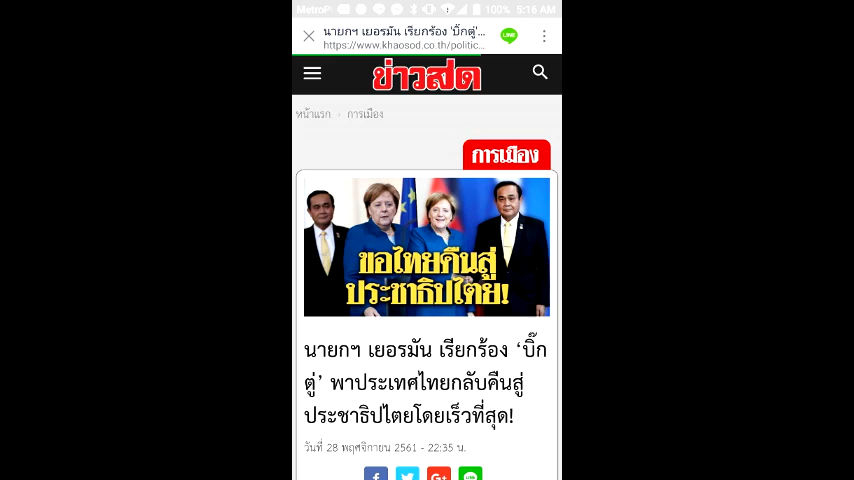 MetroP
100% 5:16 AM
นายกฯ เยอรมัน เรียกร้อง 'บิ๊กตู่'...
https://www.khaosod.co.th/politic...
LINE
ข่าวสด
หน้าแรก › การเมือง
การเมือง
ขอไทยคืนสู่
ประชาธิปไตย!
นายกฯ เยอรมัน เรียกร้อง ‘บิ๊ก
ตู่’ พาประเทศไทยกลับคืนสู่
ประชาธิปไตยโดยเร็วที่สุด!
วันที่ 28 พฤศจิกายน 2561 - 22:35 น.